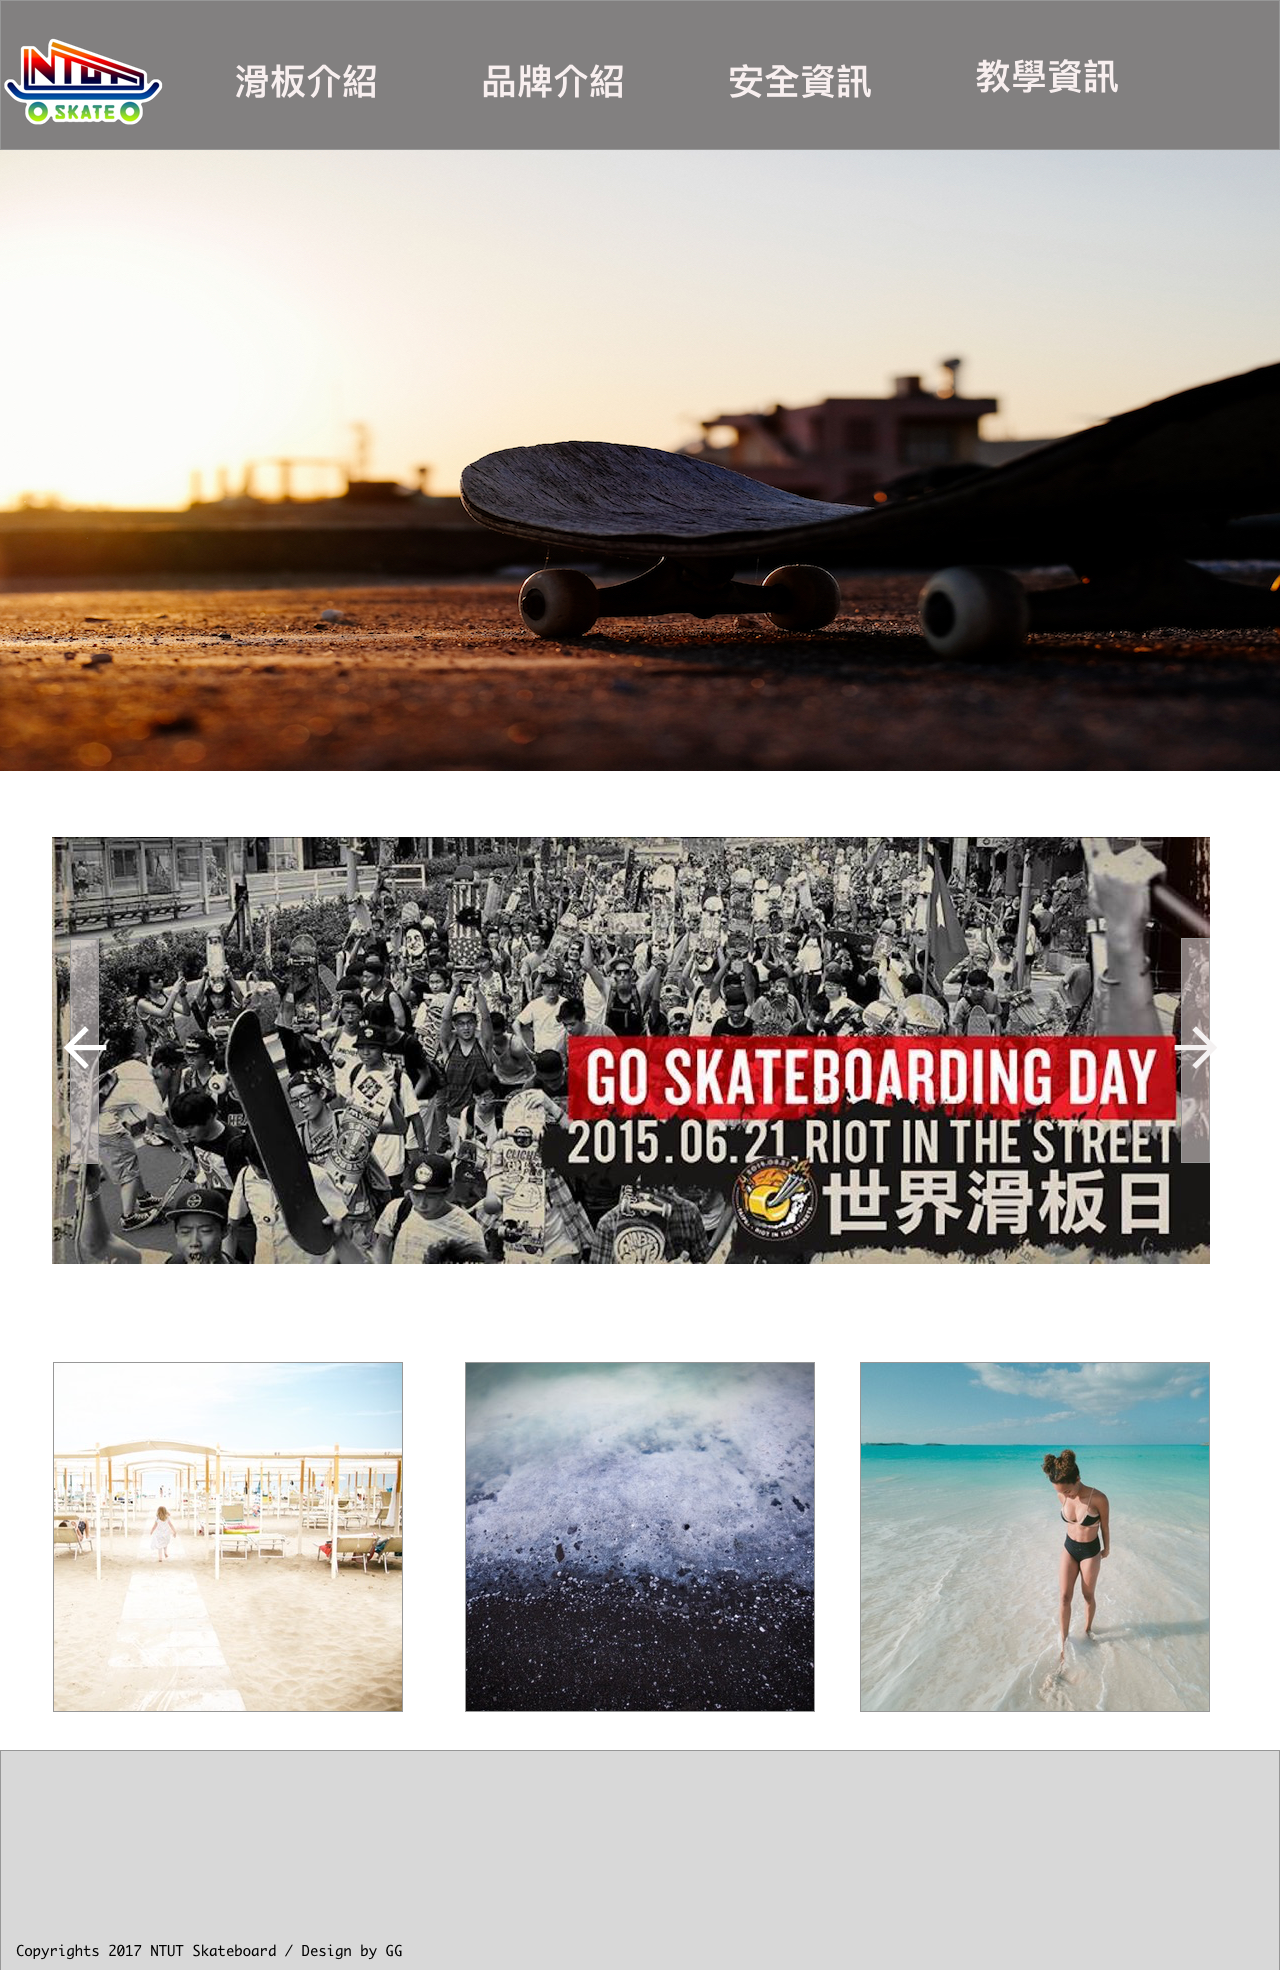 NTUT
SKATE
滑板介紹
品牌介紹
安全資訊
教學資訊
GO SKATEBOARDING DAY
2015.06.21 RIOT IN THE STREET
世界滑板日
Copyrights 2017 NTUT Skateboard / Design by GG